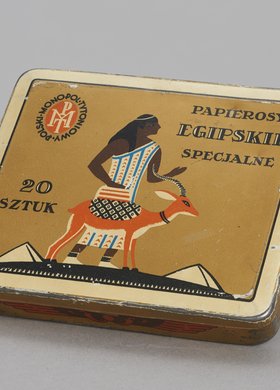 POLSKI·MONOPOL·TYTONIOWY
PMT
PAPIEROSY
EGIPSKIE
SPECJALNE
20
SZTUK